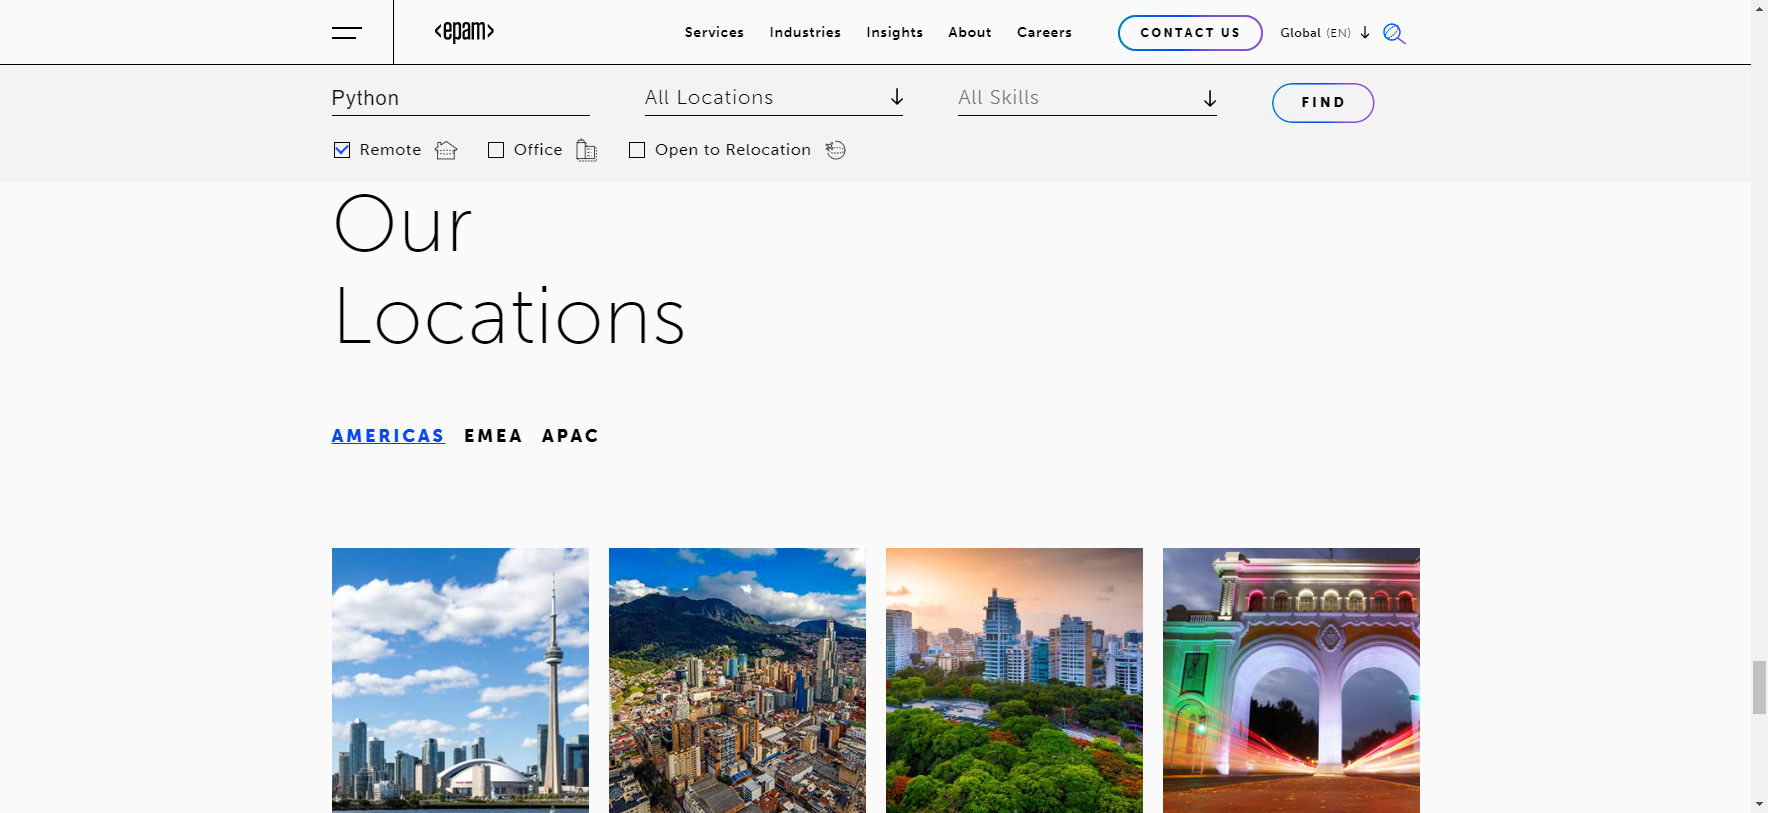 <epam>
Services Industries Insights About Careers
CONTACT US
Global (EN)
Python
All Locations
All Skills
FIND
Remote
Office
Open to Relocation
Our
Locations
AMERICAS EMEA APAC